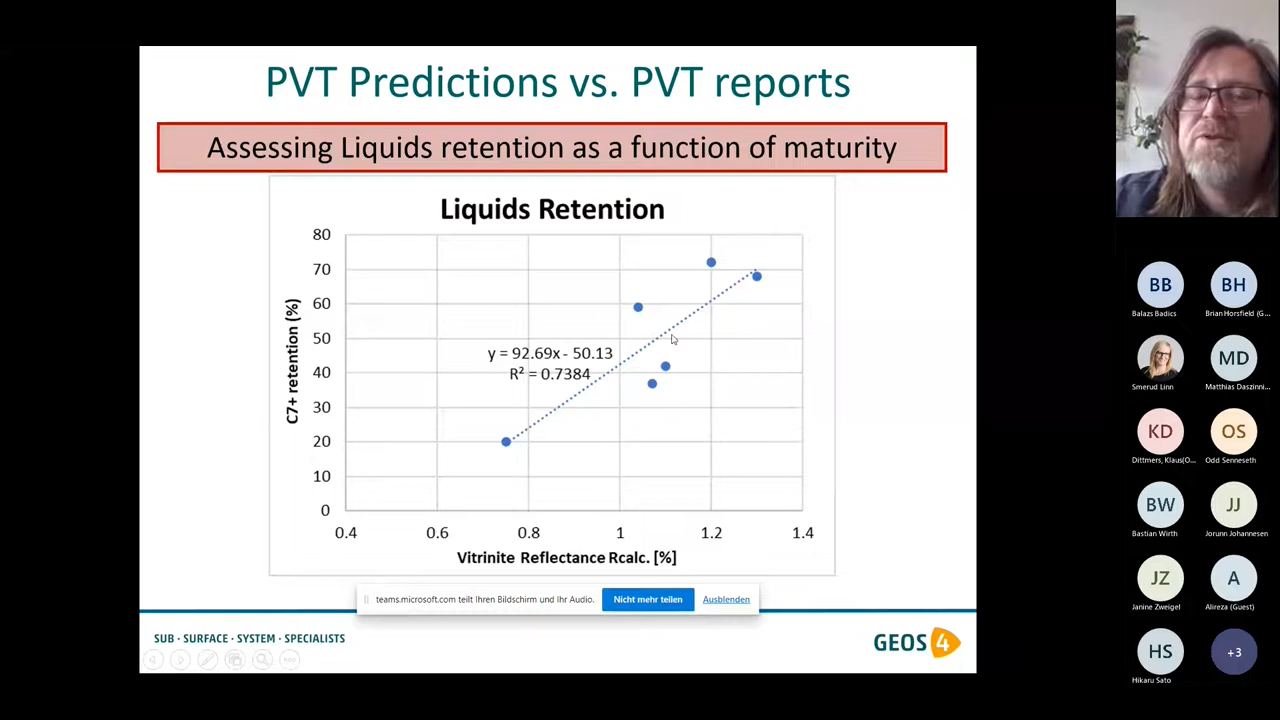 PVT Predictions vs. PVT reports
Assessing Liquids retention as a function of maturity
Liquids Retention
80
70
60
50
40
30
20
10
0
C7+ retention (%)
y = 92.69x - 50.13
R² = 0.7384
0.4 0.6 0.8 1 1.2 1.4
Vitrinite Reflectance Rcalc. [%]
teams.microsoft.com teilt Ihren Bildschirm und Ihr Audio. Nicht mehr teilen Ausblenden
SUB · SURFACE · SYSTEM · SPECIALISTS
GEOS 4
BB BH
Balazs Badics Brian Horsfield (G...
MD
Smerud Linn Matthias Daszinni...
KD OS
Dittmers, Klaus(O... Odd Senneseth
BW JJ
Bastian Wirth Jorunn Johannesen
JZ A
Janine Zweigel Alireza (Guest)
HS +3
Hikaru Sato